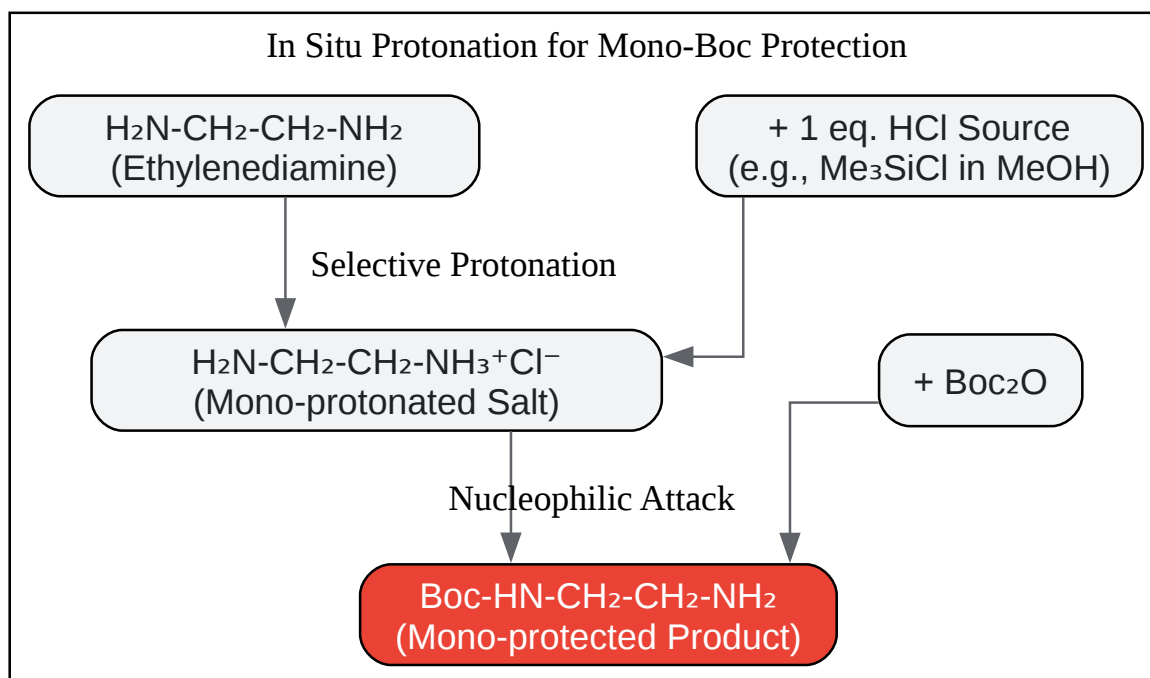 In Situ Protonation for Mono-Boc Protection
H₂N-CH₂-CH₂-NH₂
(Ethylenediamine)
+ 1 eq. HCl Source
(e.g., Me₃SiCl in MeOH)
Selective Protonation
H₂N-CH₂-CH₂-NH₃⁺Cl⁻
(Mono-protonated Salt)
+ Boc₂O
Nucleophilic Attack
Boc-HN-CH₂-CH₂-NH₂
(Mono-protected Product)